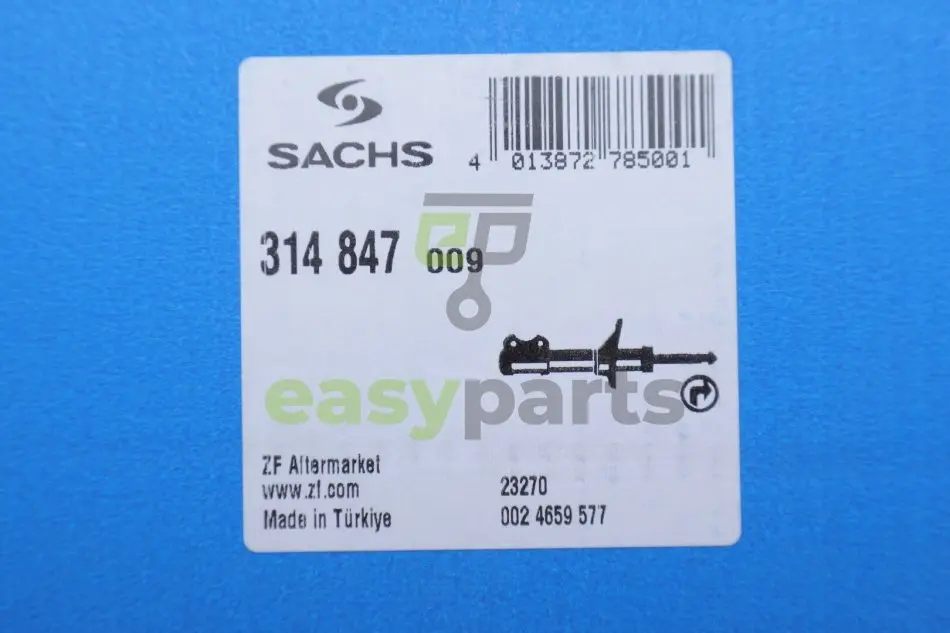 SACHS
4 013872 785001
314 847 009
easyparts
ZF Aftermarket
www.zf.com
Made in Türkiye
23270
002 4659 577